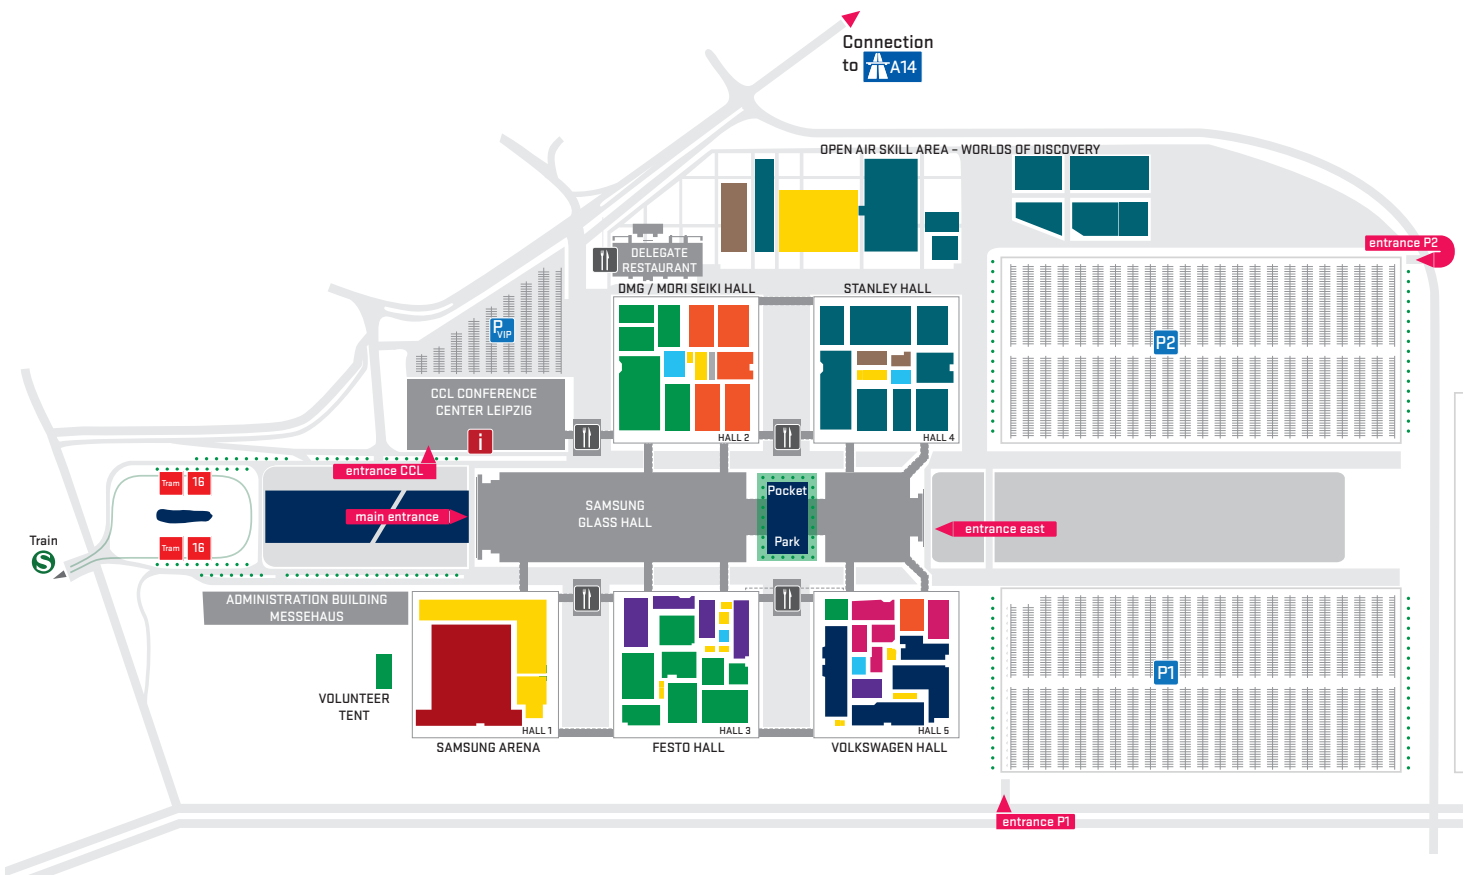 Connection
to A14
OPEN AIR SKILL AREA – WORLDS OF DISCOVERY
entrance P2
DELEGATE
RESTAURANT
DMG / MORI SEIKI HALL
STANLEY HALL
P
VIP
P2
CCL CONFERENCE
CENTER LEIPZIG
i
HALL 2
HALL 4
entrance CCL
Tram 16
Pocket
Park
SAMSUNG
GLASS HALL
main entrance
entrance east
Train
S
Tram 16
ADMINISTRATION BUILDING
MESSEHAUS
P1
VOLUNTEER
TENT
HALL 1
HALL 3
HALL 5
SAMSUNG ARENA
FESTO HALL
VOLKSWAGEN HALL
entrance P1